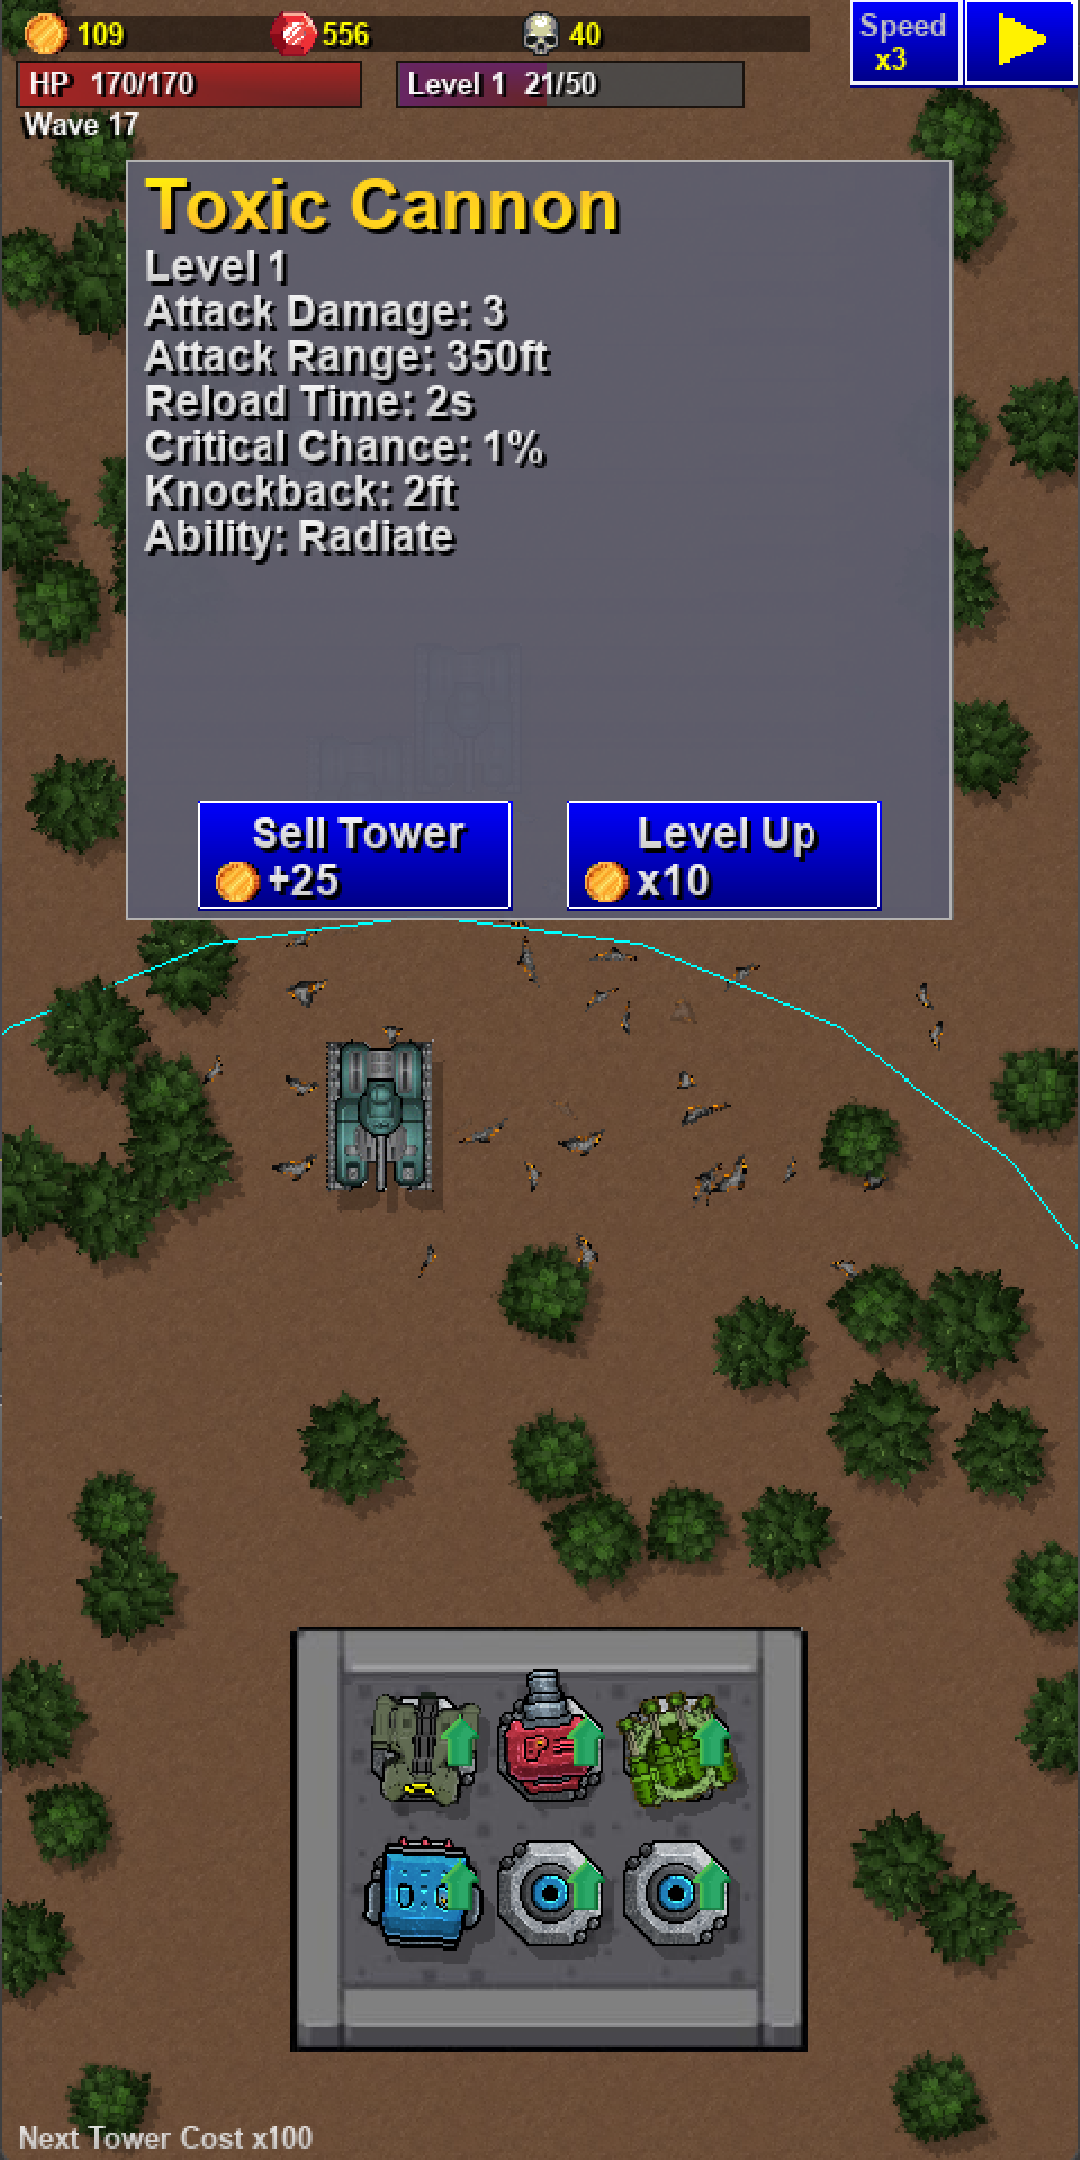 109 556 40
Speed
x3
HP 170/170 Level 1 21/50
Wave 17
Toxic Cannon
Level 1
Attack Damage: 3
Attack Range: 350ft
Reload Time: 2s
Critical Chance: 1%
Knockback: 2ft
Ability: Radiate
Sell Tower
+25
Level Up
x10
Next Tower Cost x100